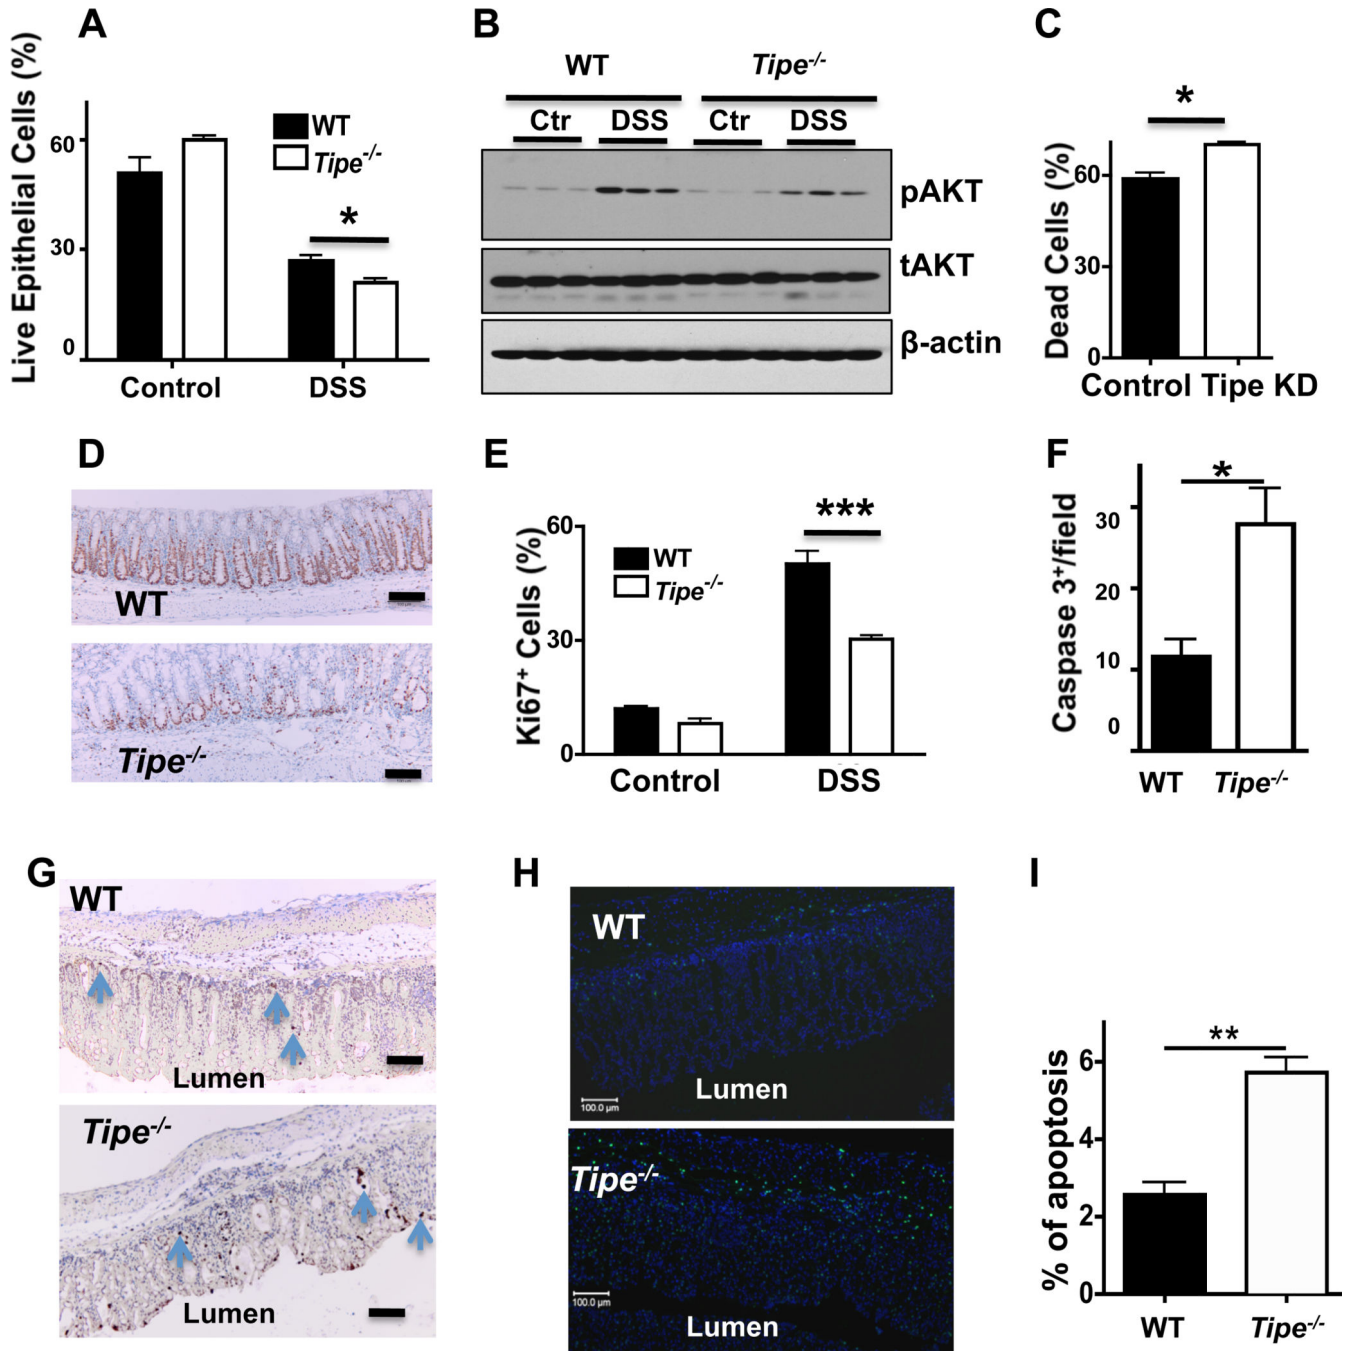 A
Live Epithelial Cells (%)
60
30
0
WT
Tipe-/-
*
Control
DSS
B
WT
Tipe-/-
Ctr
DSS
Ctr
DSS
pAKT
tAKT
β-actin
C
*
Dead Cells (%)
60
30
0
Control Tipe KD
D
WT
Tipe-/-
E
Ki67+ Cells (%)
60
30
0
WT
Tipe-/-
***
Control
DSS
F
*
Caspase 3+/field
30
20
10
0
WT
Tipe-/-
G
WT
Lumen
Tipe-/-
Lumen
H
WT
Lumen
100.0 µm
Tipe-/-
100.0 µm
Lumen
I
**
% of apoptosis
6
4
2
0
WT
Tipe-/-